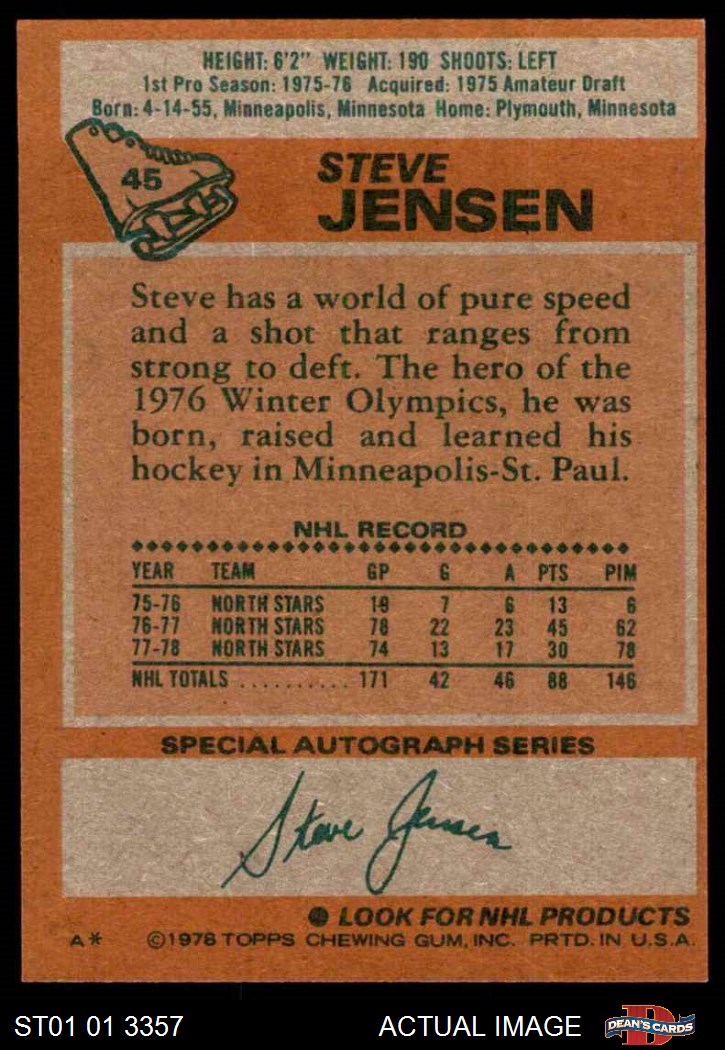 HEIGHT: 6'2" WEIGHT: 190 SHOOTS: LEFT
1st Pro Season: 1975-76 Acquired: 1975 Amateur Draft
Born: 4-14-55, Minneapolis, Minnesota Home: Plymouth, Minnesota
45
STEVE
JENSEN
Steve has a world of pure speed
and a shot that ranges from
strong to deft. The hero of the
1976 Winter Olympics, he was
born, raised and learned his
hockey in Minneapolis-St. Paul.
NHL RECORD
YEAR TEAM GP G A PTS PIM
75-76 NORTH STARS 19 7 6 13 6
76-77 NORTH STARS 78 22 23 45 62
77-78 NORTH STARS 74 13 17 30 78
NHL TOTALS .......... 171 42 46 88 146
SPECIAL AUTOGRAPH SERIES
Steve Jensen
LOOK FOR NHL PRODUCTS
A* ©1978 TOPPS CHEWING GUM, INC. PRTD. IN U.S.A.
ST01 01 3357 ACTUAL IMAGE D DEAN'S CARDS